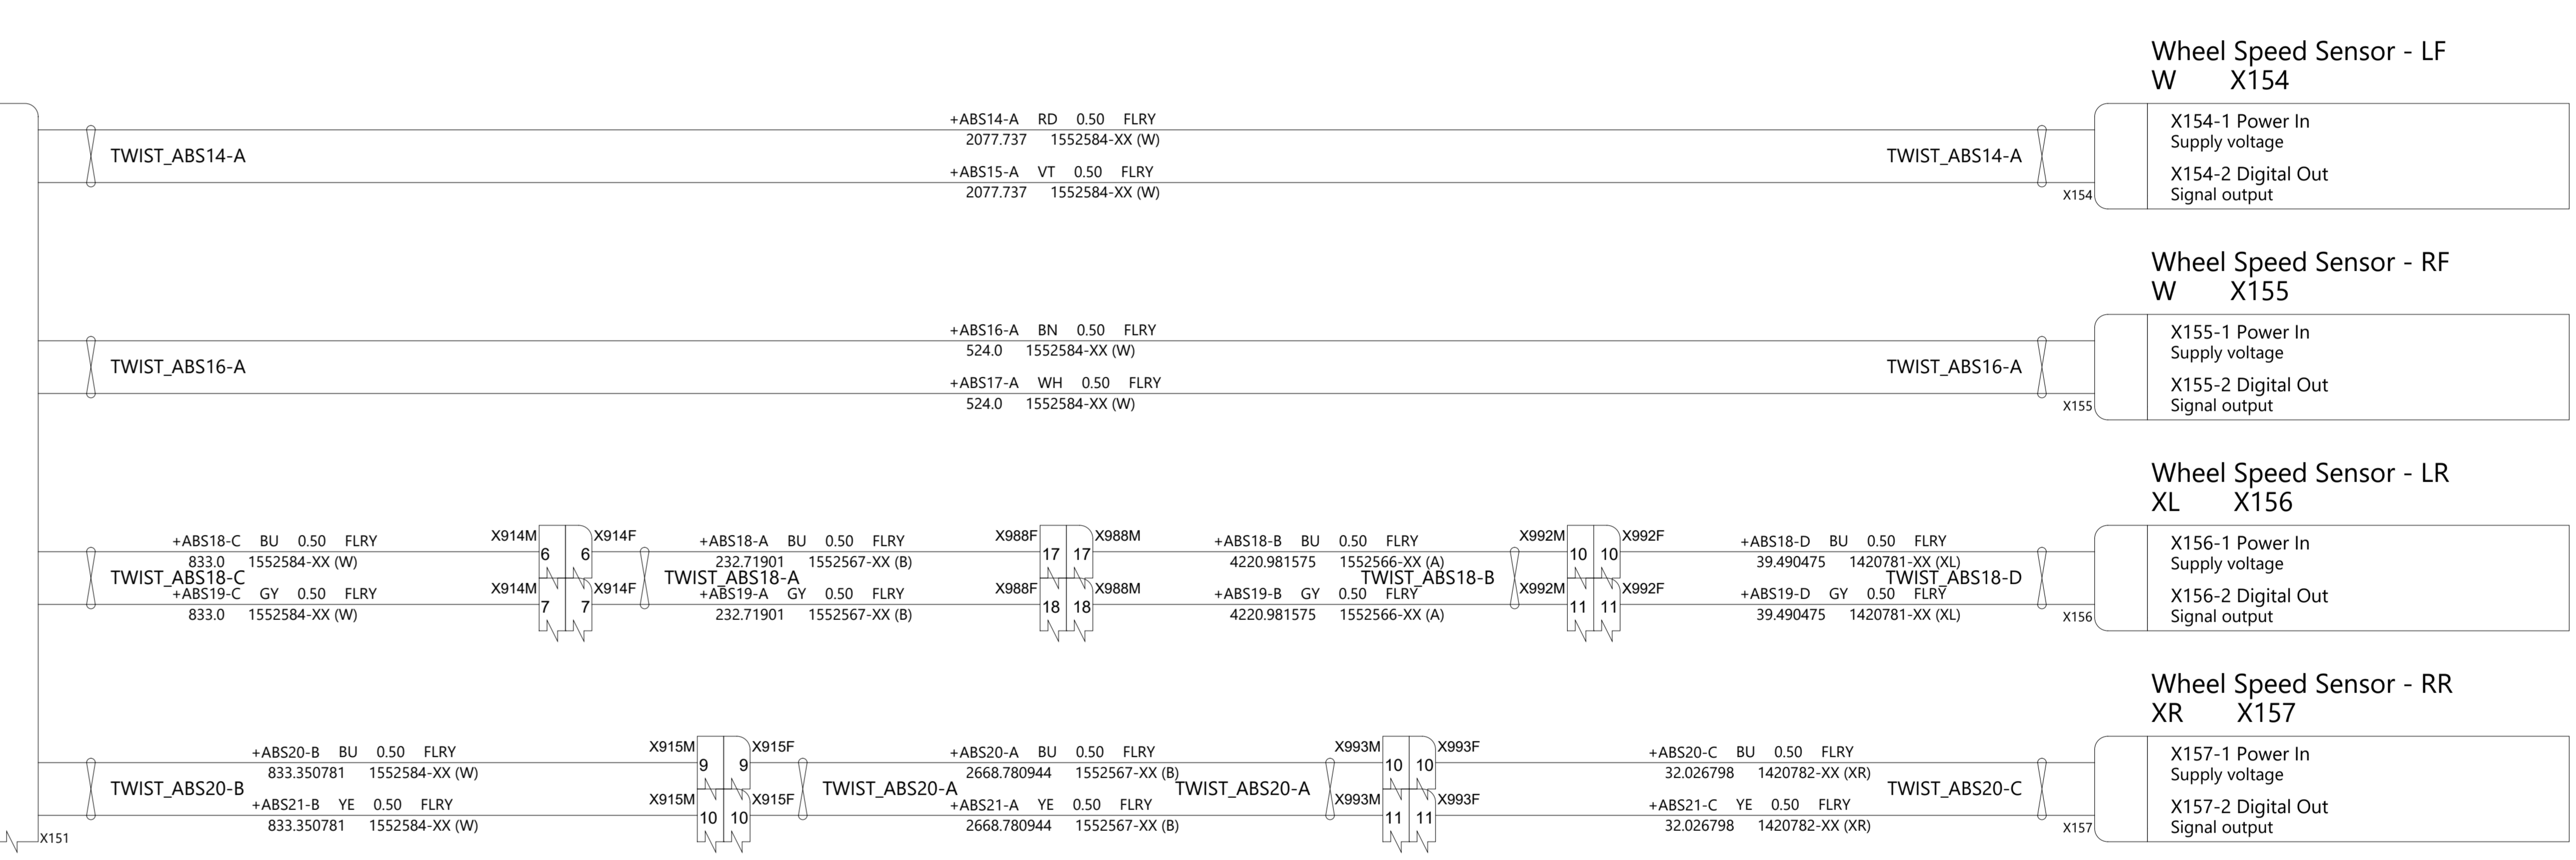 Wheel Speed Sensor - LF
W X154
+ABS14-A RD 0.50 FLRY
2077.737 1552584-XX (W)
TWIST_ABS14-A
TWIST_ABS14-A
+ABS15-A VT 0.50 FLRY
2077.737 1552584-XX (W)
X154
X154-1 Power In
Supply voltage
X154-2 Digital Out
Signal output
Wheel Speed Sensor - RF
W X155
+ABS16-A BN 0.50 FLRY
524.0 1552584-XX (W)
TWIST_ABS16-A
TWIST_ABS16-A
+ABS17-A WH 0.50 FLRY
524.0 1552584-XX (W)
X155
X155-1 Power In
Supply voltage
X155-2 Digital Out
Signal output
Wheel Speed Sensor - LR
XL X156
+ABS18-C BU 0.50 FLRY
833.0 1552584-XX (W)
TWIST_ABS18-C
+ABS19-C GY 0.50 FLRY
833.0 1552584-XX (W)
X914M 6 6 X914F
X914M 7 7 X914F
+ABS18-A BU 0.50 FLRY
232.71901 1552567-XX (B)
TWIST_ABS18-A
+ABS19-A GY 0.50 FLRY
232.71901 1552567-XX (B)
X988F 17 17 X988M
X988F 18 18 X988M
+ABS18-B BU 0.50 FLRY
4220.981575 1552566-XX (A)
TWIST_ABS18-B
+ABS19-B GY 0.50 FLRY
4220.981575 1552566-XX (A)
X992M 10 10 X992F
X992M 11 11 X992F
+ABS18-D BU 0.50 FLRY
39.490475 1420781-XX (XL)
TWIST_ABS18-D
+ABS19-D GY 0.50 FLRY
39.490475 1420781-XX (XL)
X156
X156-1 Power In
Supply voltage
X156-2 Digital Out
Signal output
Wheel Speed Sensor - RR
XR X157
+ABS20-B BU 0.50 FLRY
833.350781 1552584-XX (W)
TWIST_ABS20-B
+ABS21-B YE 0.50 FLRY
833.350781 1552584-XX (W)
X151
X915M 9 9 X915F
X915M 10 10 X915F
+ABS20-A BU 0.50 FLRY
2668.780944 1552567-XX (B)
TWIST_ABS20-A
TWIST_ABS20-A
+ABS21-A YE 0.50 FLRY
2668.780944 1552567-XX (B)
X993M 10 10 X993F
X993M 11 11 X993F
+ABS20-C BU 0.50 FLRY
32.026798 1420782-XX (XR)
TWIST_ABS20-C
+ABS21-C YE 0.50 FLRY
32.026798 1420782-XX (XR)
X157
X157-1 Power In
Supply voltage
X157-2 Digital Out
Signal output